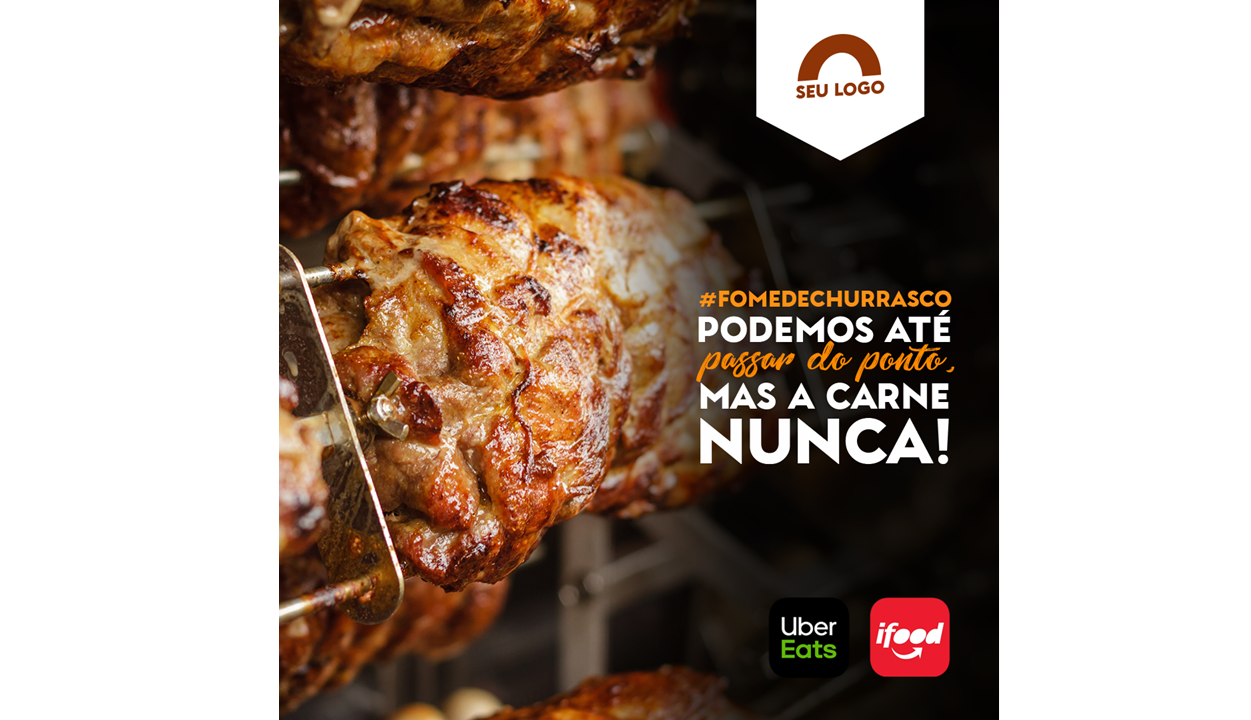 SEU LOGO
#FOMEDECHURRASCO
PODEMOS ATÉ
passar do ponto,
MAS A CARNE
NUNCA!
Uber
Eats
ifood